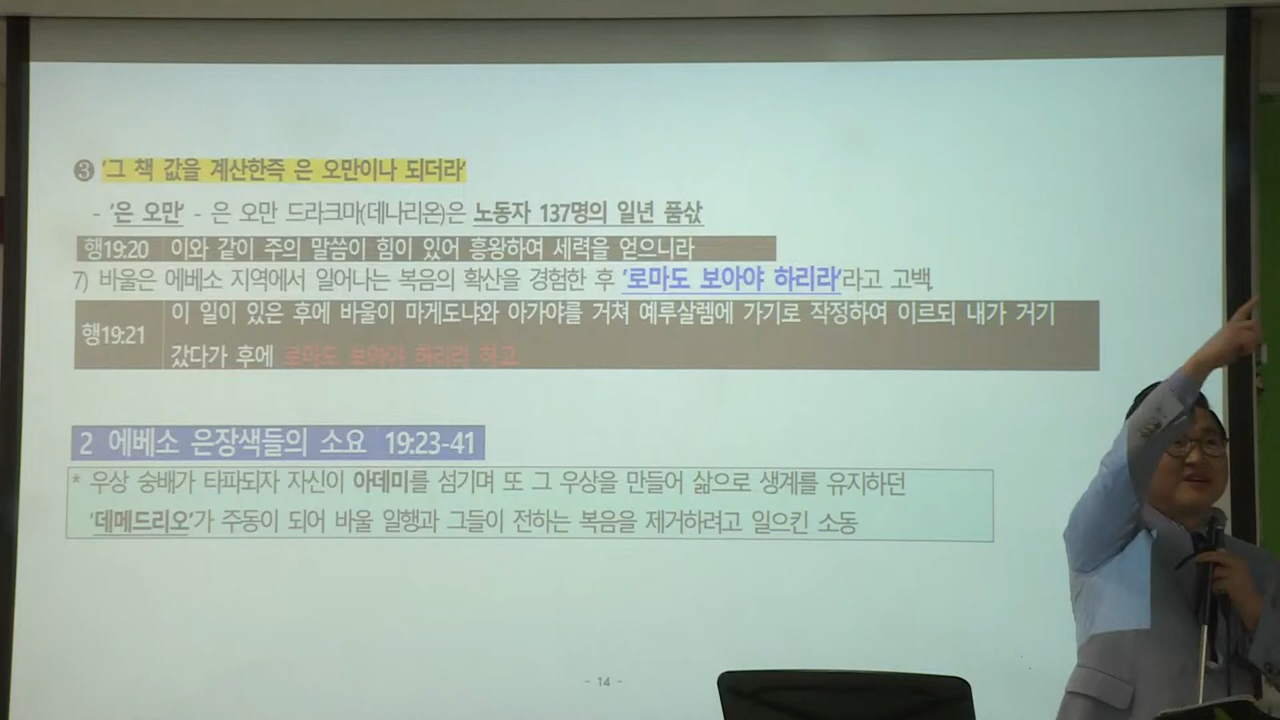 ❸ '그 책 값을 계산한즉 은 오만이나 되더라'
- '은 오만' - 은 오만 드라크마(데나리온)은 노동자 137명의 일년 품삯
행19:20 이와 같이 주의 말씀이 힘이 있어 흥왕하여 세력을 얻으니라
7) 바울은 에베소 지역에서 일어나는 복음의 확산을 경험한 후 '로마도 보아야 하리라'라고 고백.
행19:21 이 일이 있은 후에 바울이 마게도냐와 아가야를 거쳐 예루살렘에 가기로 작정하여 이르되 내가 거기
갔다가 후에 로마도 보아야 하리라 하고
2 에베소 은장색들의 소요 19:23-41
* 우상 숭배가 타파되자 자신이 아데미를 섬기며 또 그 우상을 만들어 삶으로 생계를 유지하던
'데메드리오'가 주동이 되어 바울 일행과 그들이 전하는 복음을 제거하려고 일으킨 소동
- 14 -